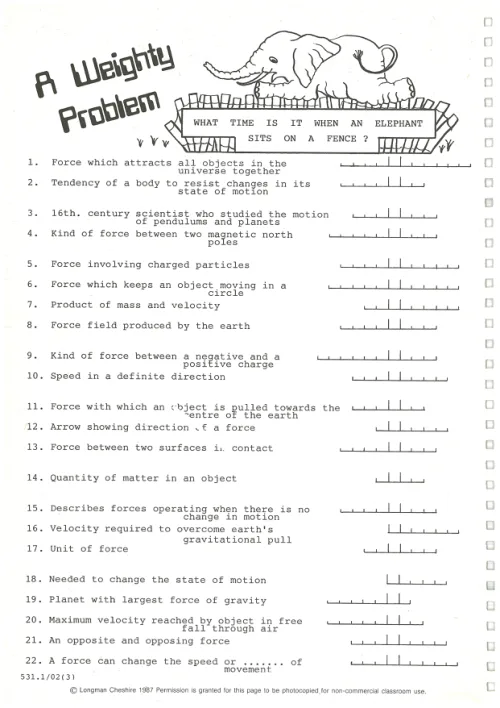 A Weighty
Problem
WHAT TIME IS IT WHEN AN ELEPHANT
SITS ON A FENCE?
1. Force which attracts all objects in the
universe together
2. Tendency of a body to resist changes in its
state of motion
3. 16th. century scientist who studied the motion
of pendulums and planets
4. Kind of force between two magnetic north
poles
5. Force involving charged particles
6. Force which keeps an object moving in a
circle
7. Product of mass and velocity
8. Force field produced by the earth
9. Kind of force between a negative and a
positive charge
10. Speed in a definite direction
11. Force with which an object is pulled towards the
centre of the earth
12. Arrow showing direction of a force
13. Force between two surfaces in contact
14. Quantity of matter in an object
15. Describes forces operating when there is no
change in motion
16. Velocity required to overcome earth's
gravitational pull
17. Unit of force
18. Needed to change the state of motion
19. Planet with largest force of gravity
20. Maximum velocity reached by object in free
fall through air
21. An opposite and opposing force
22. A force can change the speed or ....... of
movement
531.1/02(3)
© Longman Cheshire 1987 Permission is granted for this page to be photocopied for non-commercial classroom use.